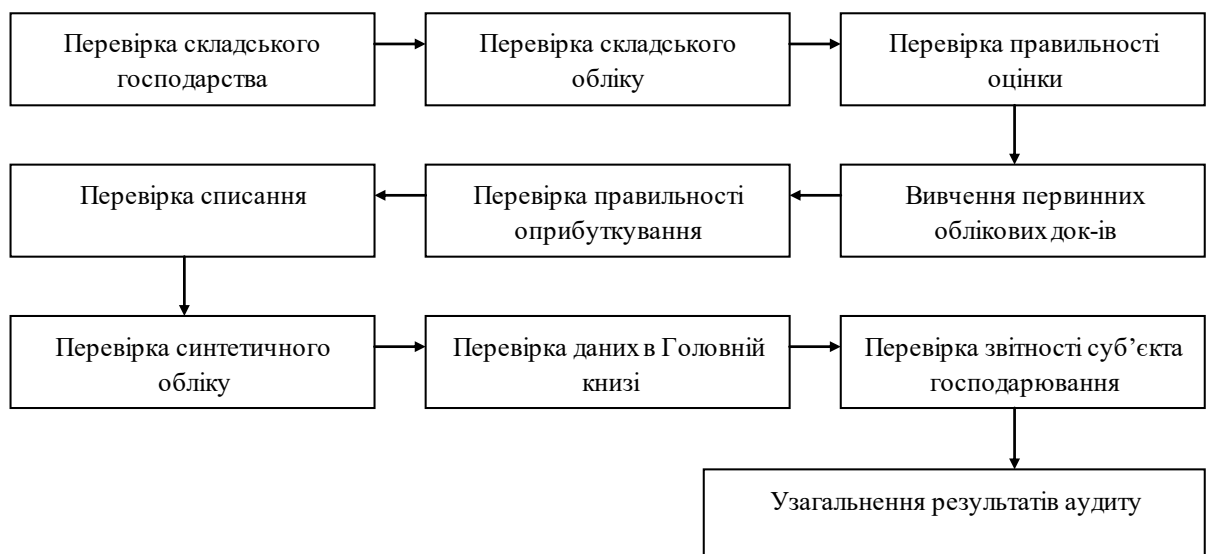 Перевірка складського
господарства
Перевірка складського
обліку
Перевірка правильності
оцінки
Перевірка списання
Перевірка правильності
оприбуткування
Вивчення первинних
облікових док-ів
Перевірка синтетичного
обліку
Перевірка даних в Головній
книзі
Перевірка звітності суб’єкта
господарювання
Узагальнення результатів аудиту